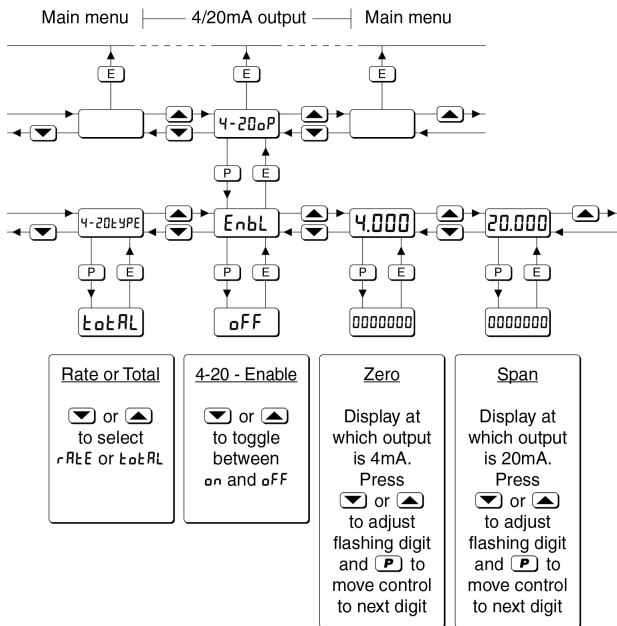 Main menu 4/20mA output Main menu
E E E
4-20oP
P E
4-20tYPE EnbL 4.000 20.000
P E P E P E P E
totAL oFF 0000000 0000000
Rate or Total
or
to select
rAtE or totAL
4-20 - Enable
or
to toggle
between
on and oFF
Zero
Display at
which output
is 4mA.
Press
or
to adjust
flashing digit
and P to
move control
to next digit
Span
Display at
which output
is 20mA.
Press
or
to adjust
flashing digit
and P to
move control
to next digit